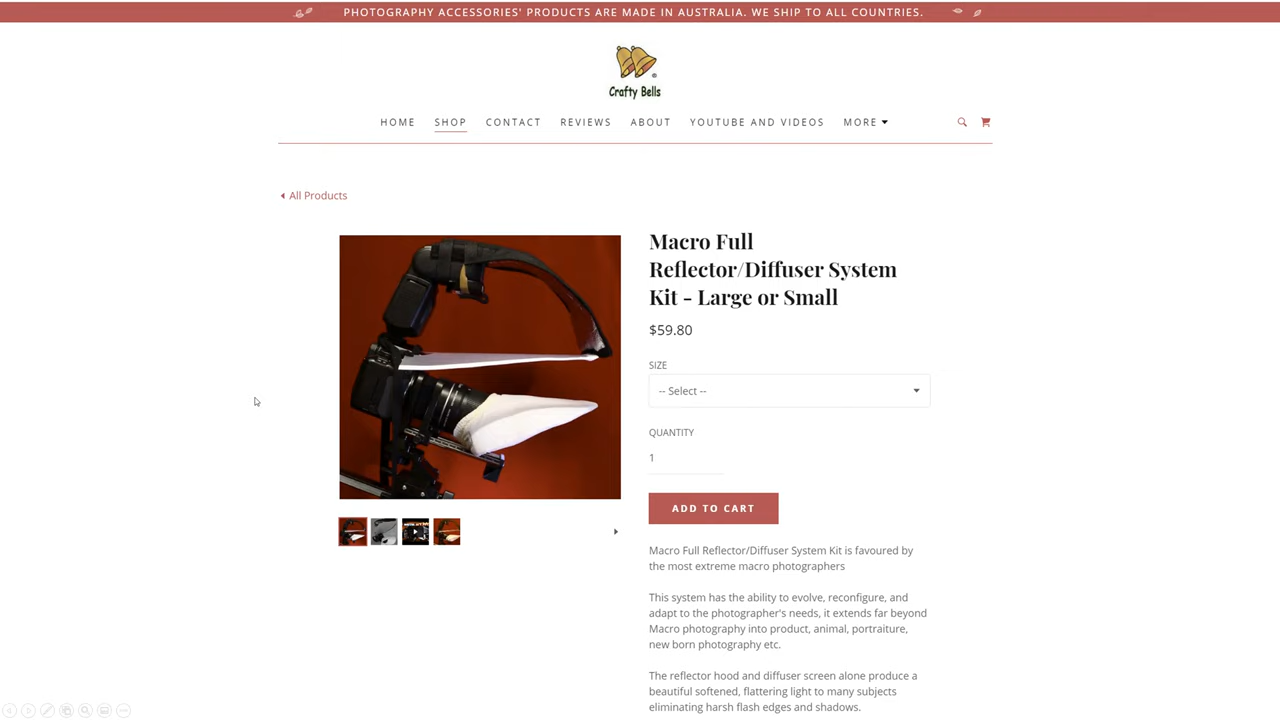 PHOTOGRAPHY ACCESSORIES' PRODUCTS ARE MADE IN AUSTRALIA. WE SHIP TO ALL COUNTRIES.
Crafty Bells
HOME SHOP CONTACT REVIEWS ABOUT YOUTUBE AND VIDEOS MORE
All Products
Macro Full
Reflector/Diffuser System
Kit - Large or Small
$59.80
SIZE
-- Select --
QUANTITY
1
ADD TO CART
Macro Full Reflector/Diffuser System Kit is favoured by
the most extreme macro photographers
This system has the ability to evolve, reconfigure, and
adapt to the photographer's needs, it extends far beyond
Macro photography into product, animal, portraiture,
new born photography etc.
The reflector hood and diffuser screen alone produce a
beautiful softened, flattering light to many subjects
eliminating harsh flash edges and shadows.